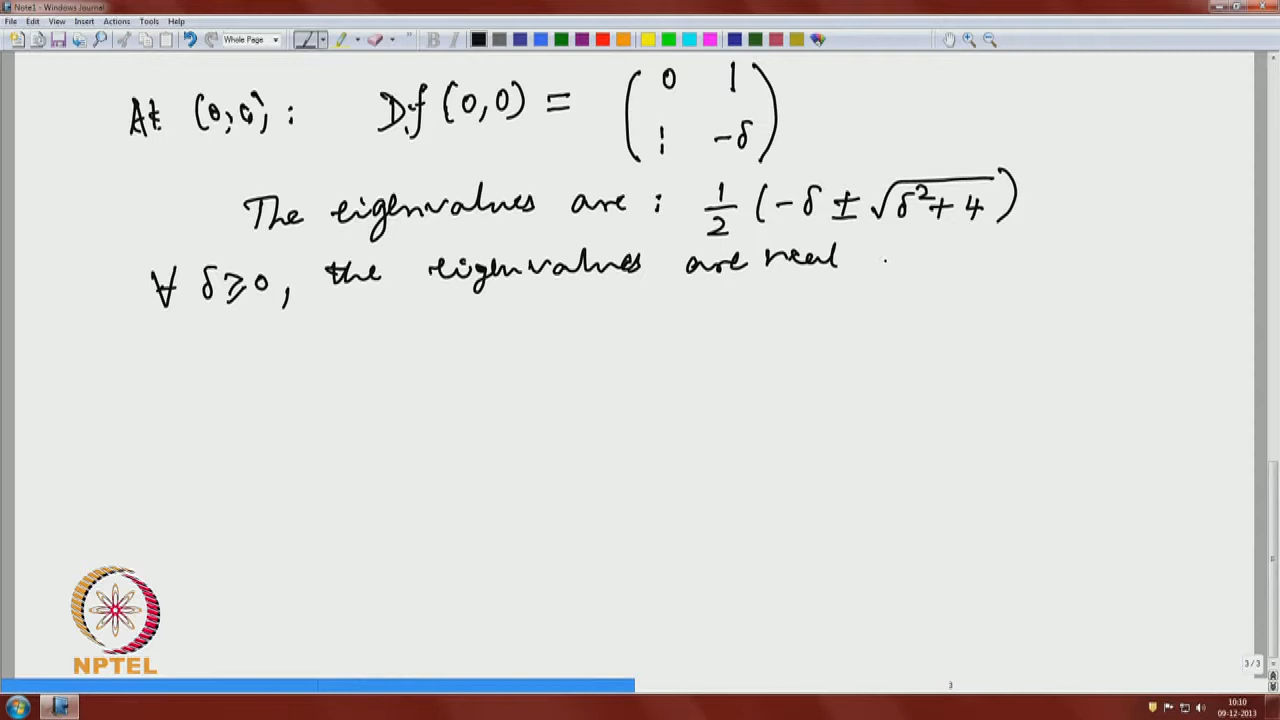 Note1 - Windows Journal
File Edit View Insert Actions Tools Help
Whole Page
At (0,0): Df(0,0) = ( 0 1
1 -δ )
The eigenvalues are : 1/2 (-δ ± √(δ²+4))
∀ δ ≥ 0, the eigenvalues are real .
NPTEL
3/3
3
10:10
09-12-2013